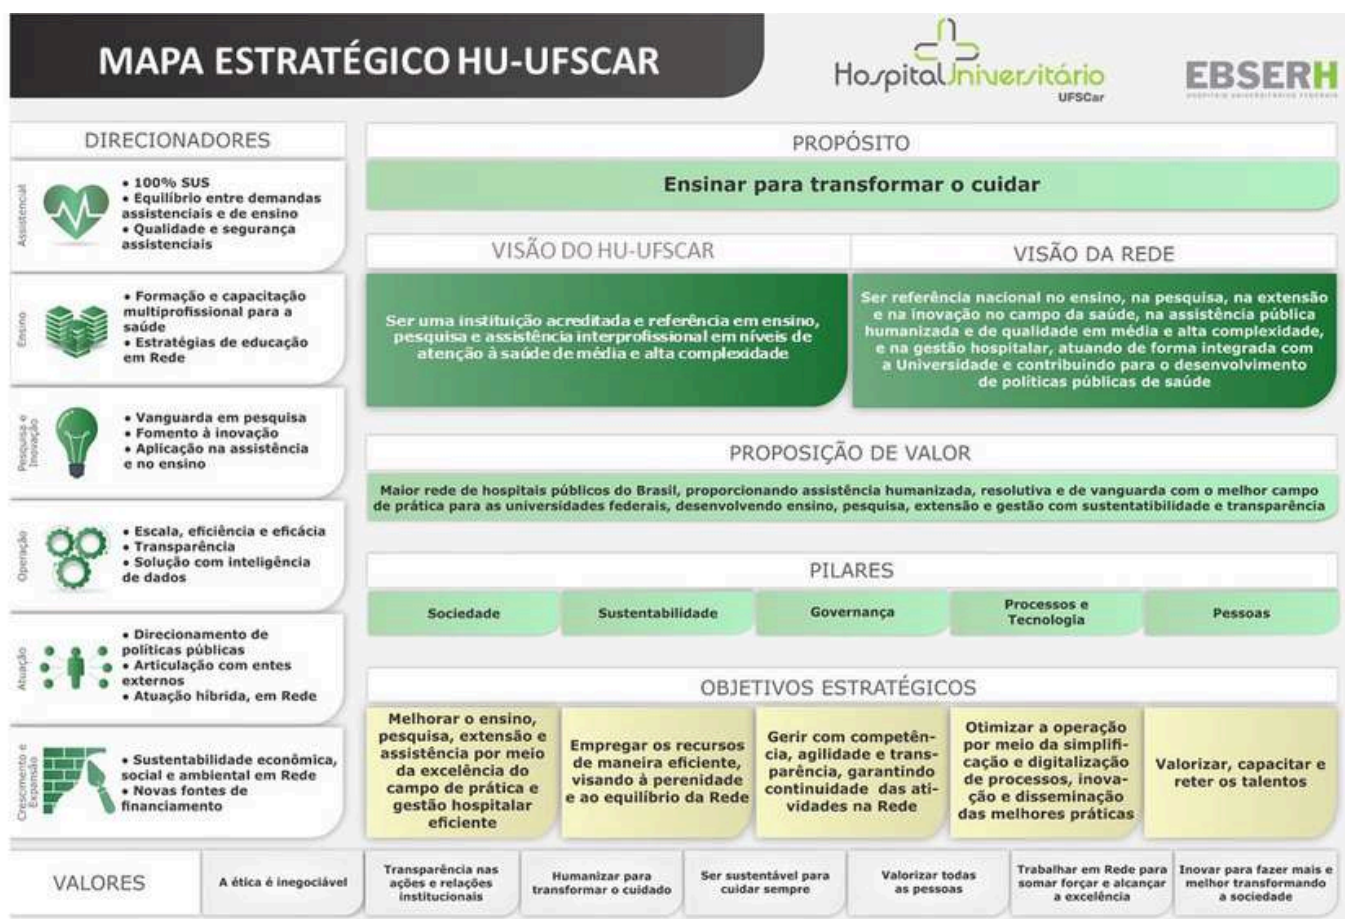 MAPA ESTRATÉGICO HU-UFSCAR
HospitalUniversitário
UFSCar
EBSERH
HOSPITAIS UNIVERSITÁRIOS FEDERAIS
DIRECIONADORES
Assistencial
• 100% SUS
• Equilíbrio entre demandas
assistenciais e de ensino
• Qualidade e segurança
assistenciais
Ensino
• Formação e capacitação
multiprofissional para a
saúde
• Estratégias de educação
em Rede
Pesquisa e
Inovação
• Vanguarda em pesquisa
• Fomento à inovação
• Aplicação na assistência
e no ensino
Operação
• Escala, eficiência e eficácia
• Transparência
• Solução com inteligência
de dados
Atuação
• Direcionamento de
políticas públicas
• Articulação com entes
externos
• Atuação híbrida, em Rede
Crescimento e
Expansão
• Sustentabilidade econômica,
social e ambiental em Rede
• Novas fontes de
financiamento
PROPÓSITO
Ensinar para transformar o cuidar
VISÃO DO HU-UFSCAR
Ser uma instituição acreditada e referência em ensino,
pesquisa e assistência interprofissional em níveis de
atenção à saúde de média e alta complexidade
VISÃO DA REDE
Ser referência nacional no ensino, na pesquisa, na extensão
e na inovação no campo da saúde, na assistência pública
humanizada e de qualidade em média e alta complexidade,
e na gestão hospitalar, atuando de forma integrada com
a Universidade e contribuindo para o desenvolvimento
de políticas públicas de saúde
PROPOSIÇÃO DE VALOR
Maior rede de hospitais públicos do Brasil, proporcionando assistência humanizada, resolutiva e de vanguarda com o melhor campo
de prática para as universidades federais, desenvolvendo ensino, pesquisa, extensão e gestão com sustentatibilidade e transparência
PILARES
Sociedade
Sustentabilidade
Governança
Processos e
Tecnologia
Pessoas
OBJETIVOS ESTRATÉGICOS
Melhorar o ensino,
pesquisa, extensão e
assistência por meio
da excelência do
campo de prática e
gestão hospitalar
eficiente
Empregar os recursos
de maneira eficiente,
visando à perenidade
e ao equilíbrio da Rede
Gerir com competên-
cia, agilidade e trans-
parência, garantindo
continuidade das ati-
vidades na Rede
Otimizar a operação
por meio da simplifi-
cação e digitalização
de processos, inova-
ção e disseminação
das melhores práticas
Valorizar, capacitar e
reter os talentos
VALORES
A ética é inegociável
Transparência nas
ações e relações
institucionais
Humanizar para
transformar o cuidado
Ser sustentável para
cuidar sempre
Valorizar todas
as pessoas
Trabalhar em Rede para
somar forçar e alcançar
a excelência
Inovar para fazer mais e
melhor transformando
a sociedade